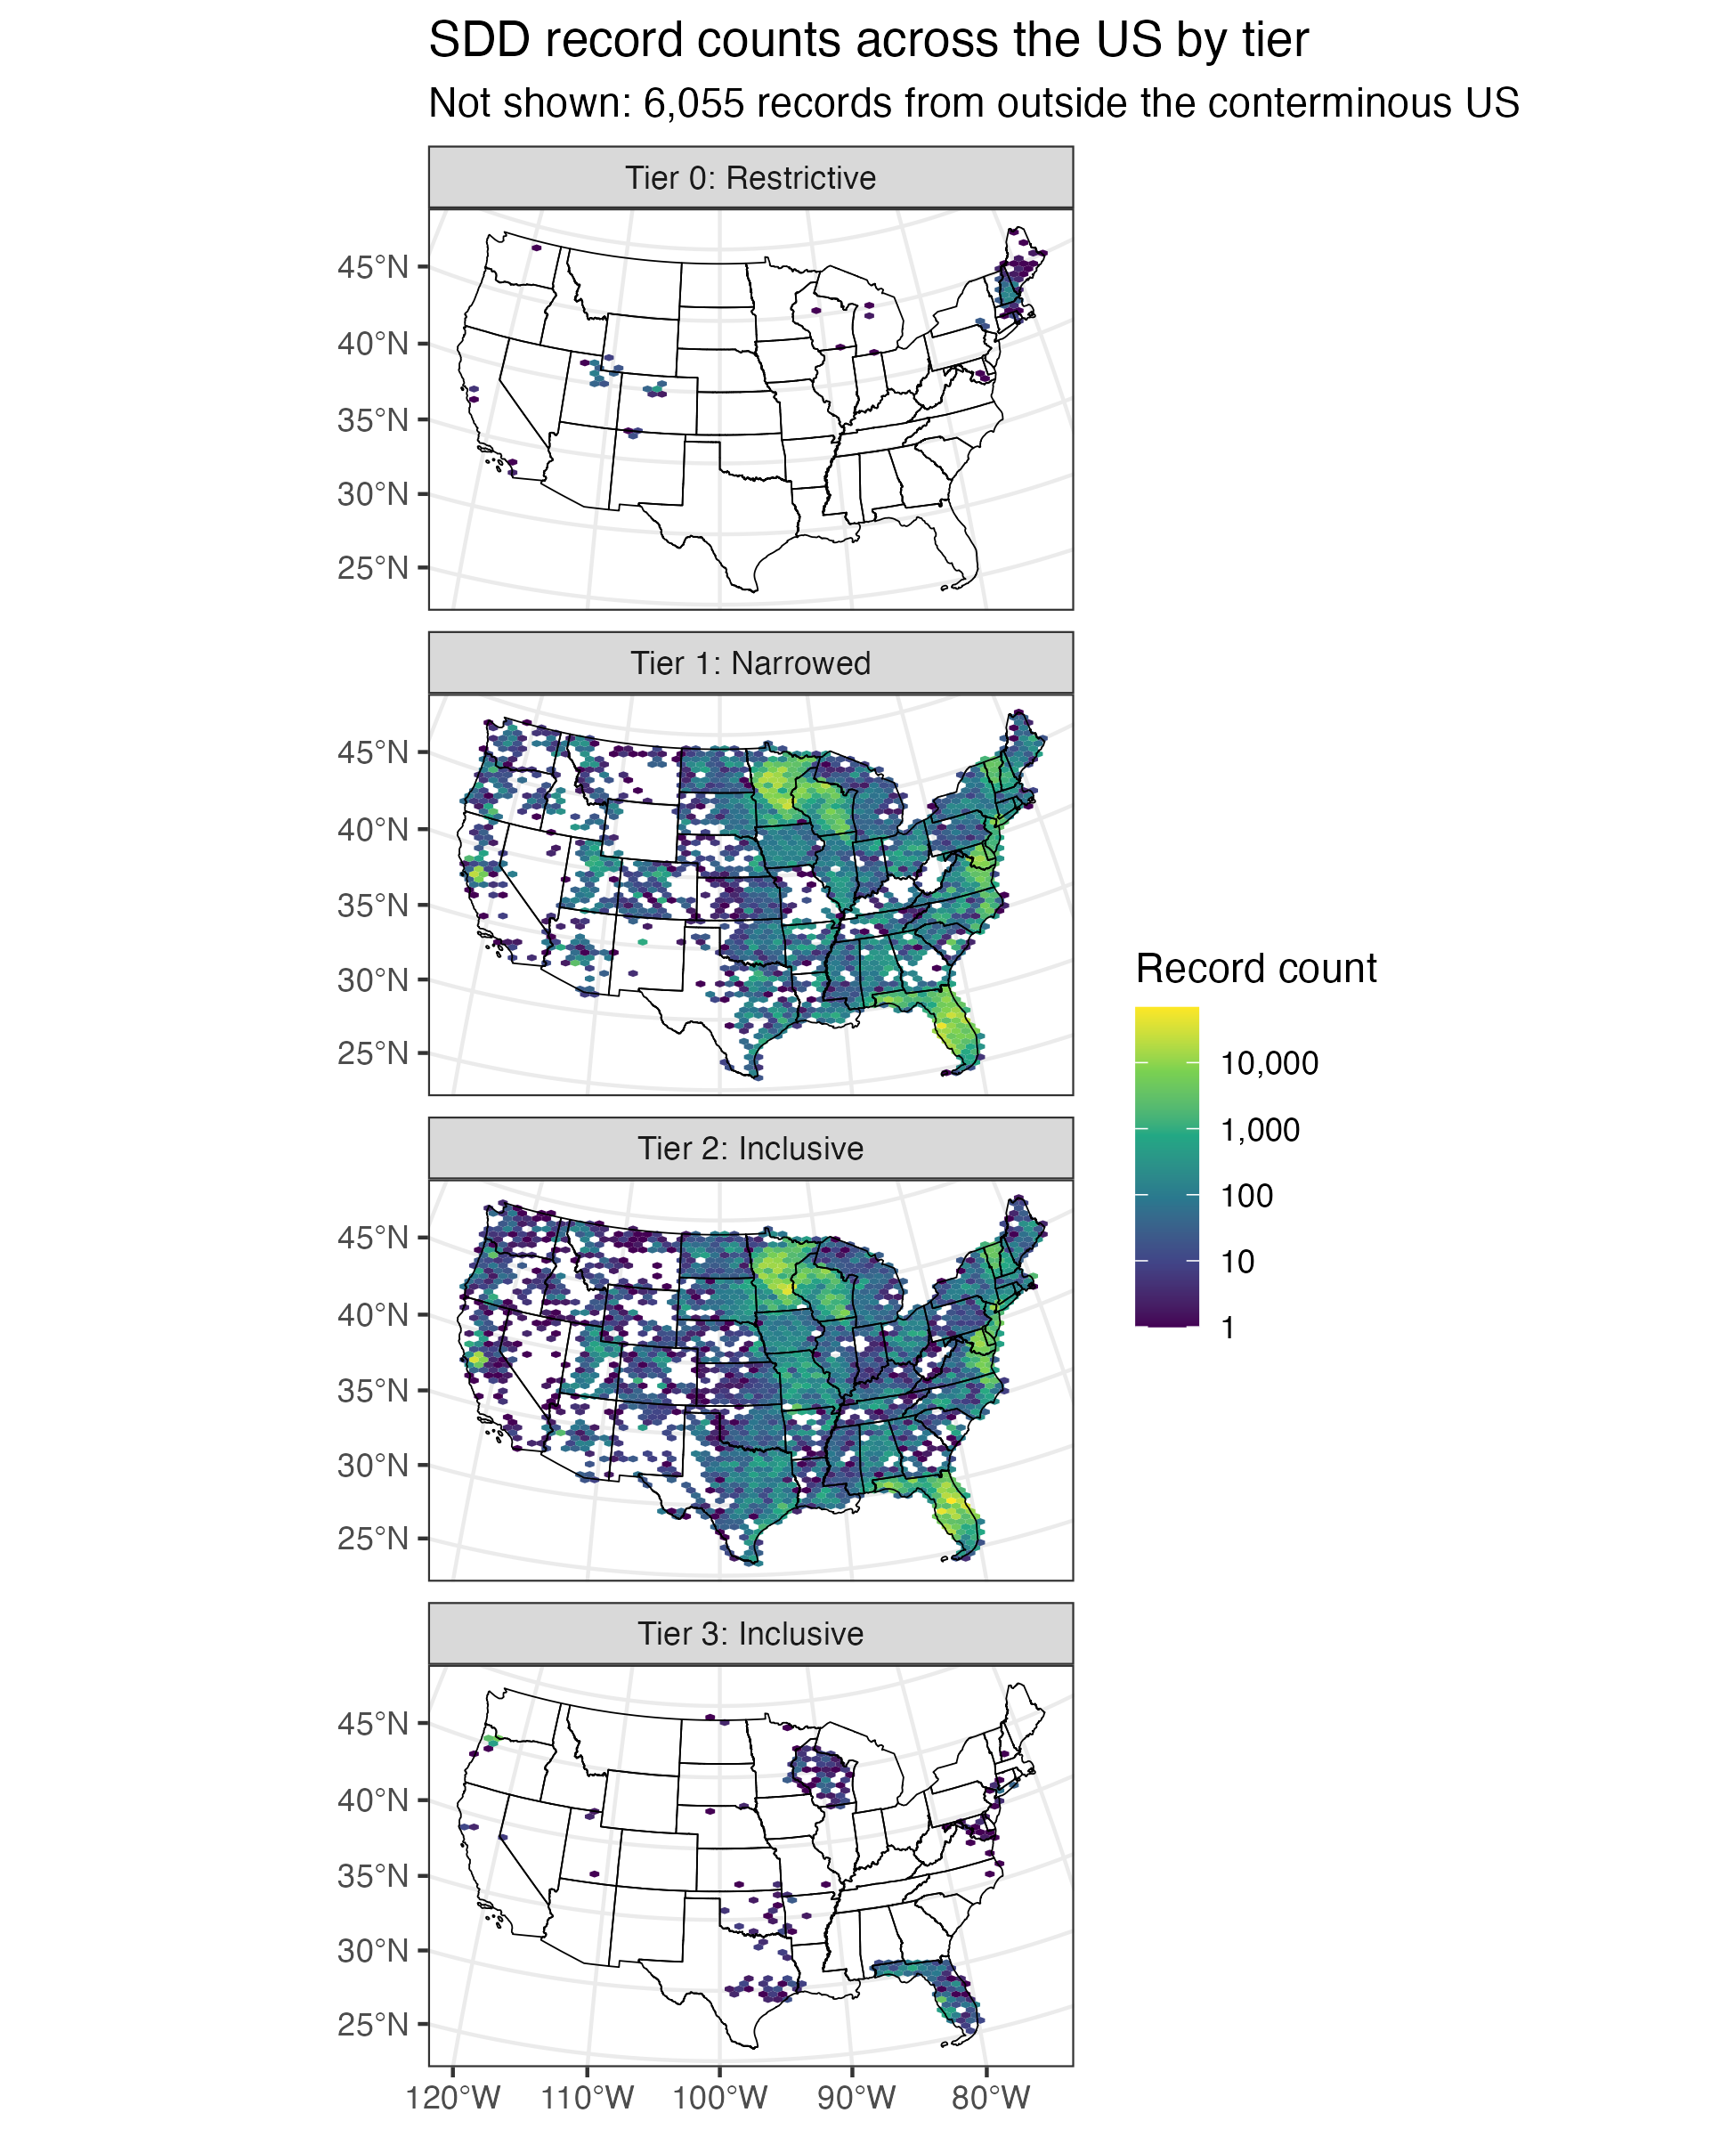 SDD record counts across the US by tier
Not shown: 6,055 records from outside the conterminous US
Tier 0: Restrictive
45°N
40°N
35°N
30°N
25°N
Tier 1: Narrowed
45°N
40°N
35°N
30°N
25°N
Tier 2: Inclusive
45°N
40°N
35°N
30°N
25°N
Tier 3: Inclusive
45°N
40°N
35°N
30°N
25°N
120°W 110°W 100°W 90°W 80°W
Record count
10,000
1,000
100
10
1